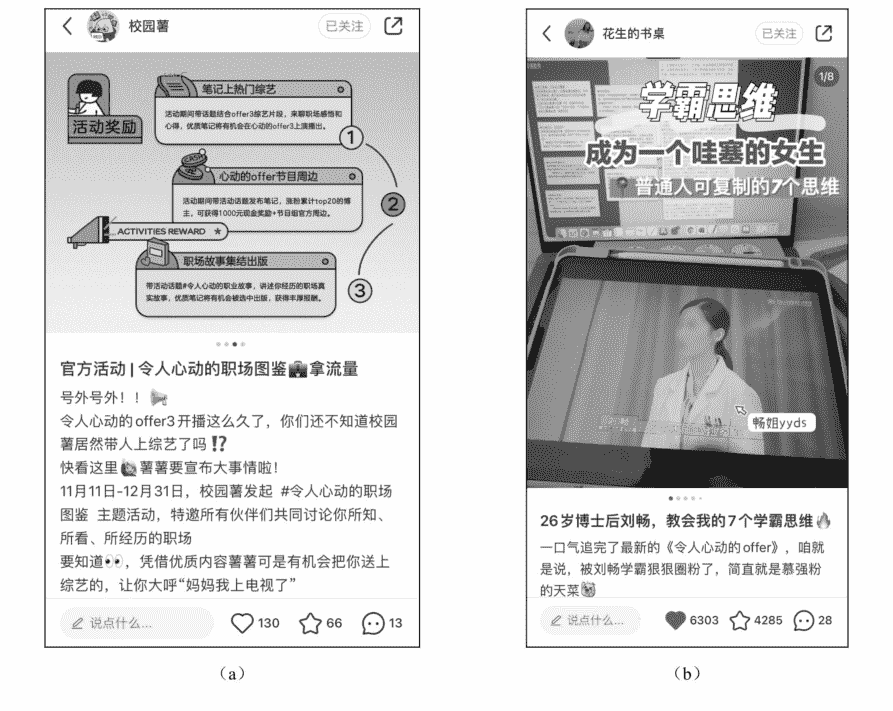 校园薯
已关注
活动奖励
笔记上热门综艺
活动期间带话题结合offer3综艺片段，来聊职场感悟和
心得，优质笔记将有机会在心动的offer3上演播出。
1
心动的offer节目周边
活动期间带活动话题发布笔记，涨粉累计top20的博
主，可获得1000元现金奖励+节目组官方周边。
2
ACTIVITIES REWARD
职场故事集结出版
带活动话题#令人心动的职业故事，讲述你经历的职场真
实故事，优质笔记将有机会被选中出版，获得丰厚报酬。
3
官方活动 | 令人心动的职场图鉴💼拿流量
号外号外！！📢
令人心动的offer3开播这么久了，你们还不知道校园
薯居然带人上综艺了吗⁉️
快看这里🙋薯薯要宣布大事情啦！
11月11日-12月31日，校园薯发起 #令人心动的职场
图鉴 主题活动，特邀所有伙伴们共同讨论你所知、
所看、所经历的职场
要知道👀，凭借优质内容薯薯可是有机会把你送上
综艺的，让你大呼“妈妈我上电视了”
说点什么...
130
66
13
（a）
花生的书桌
已关注
1/8
学霸思维
成为一个哇塞的女生
普通人可复制的7个思维
畅姐yyds
26岁博士后刘畅，教会我的7个学霸思维🔥
一口气追完了最新的《令人心动的offer》，咱就
是说，被刘畅学霸狠狠圈粉了，简直就是慕强粉
的天菜
说点什么...
6303
4285
28
（b）